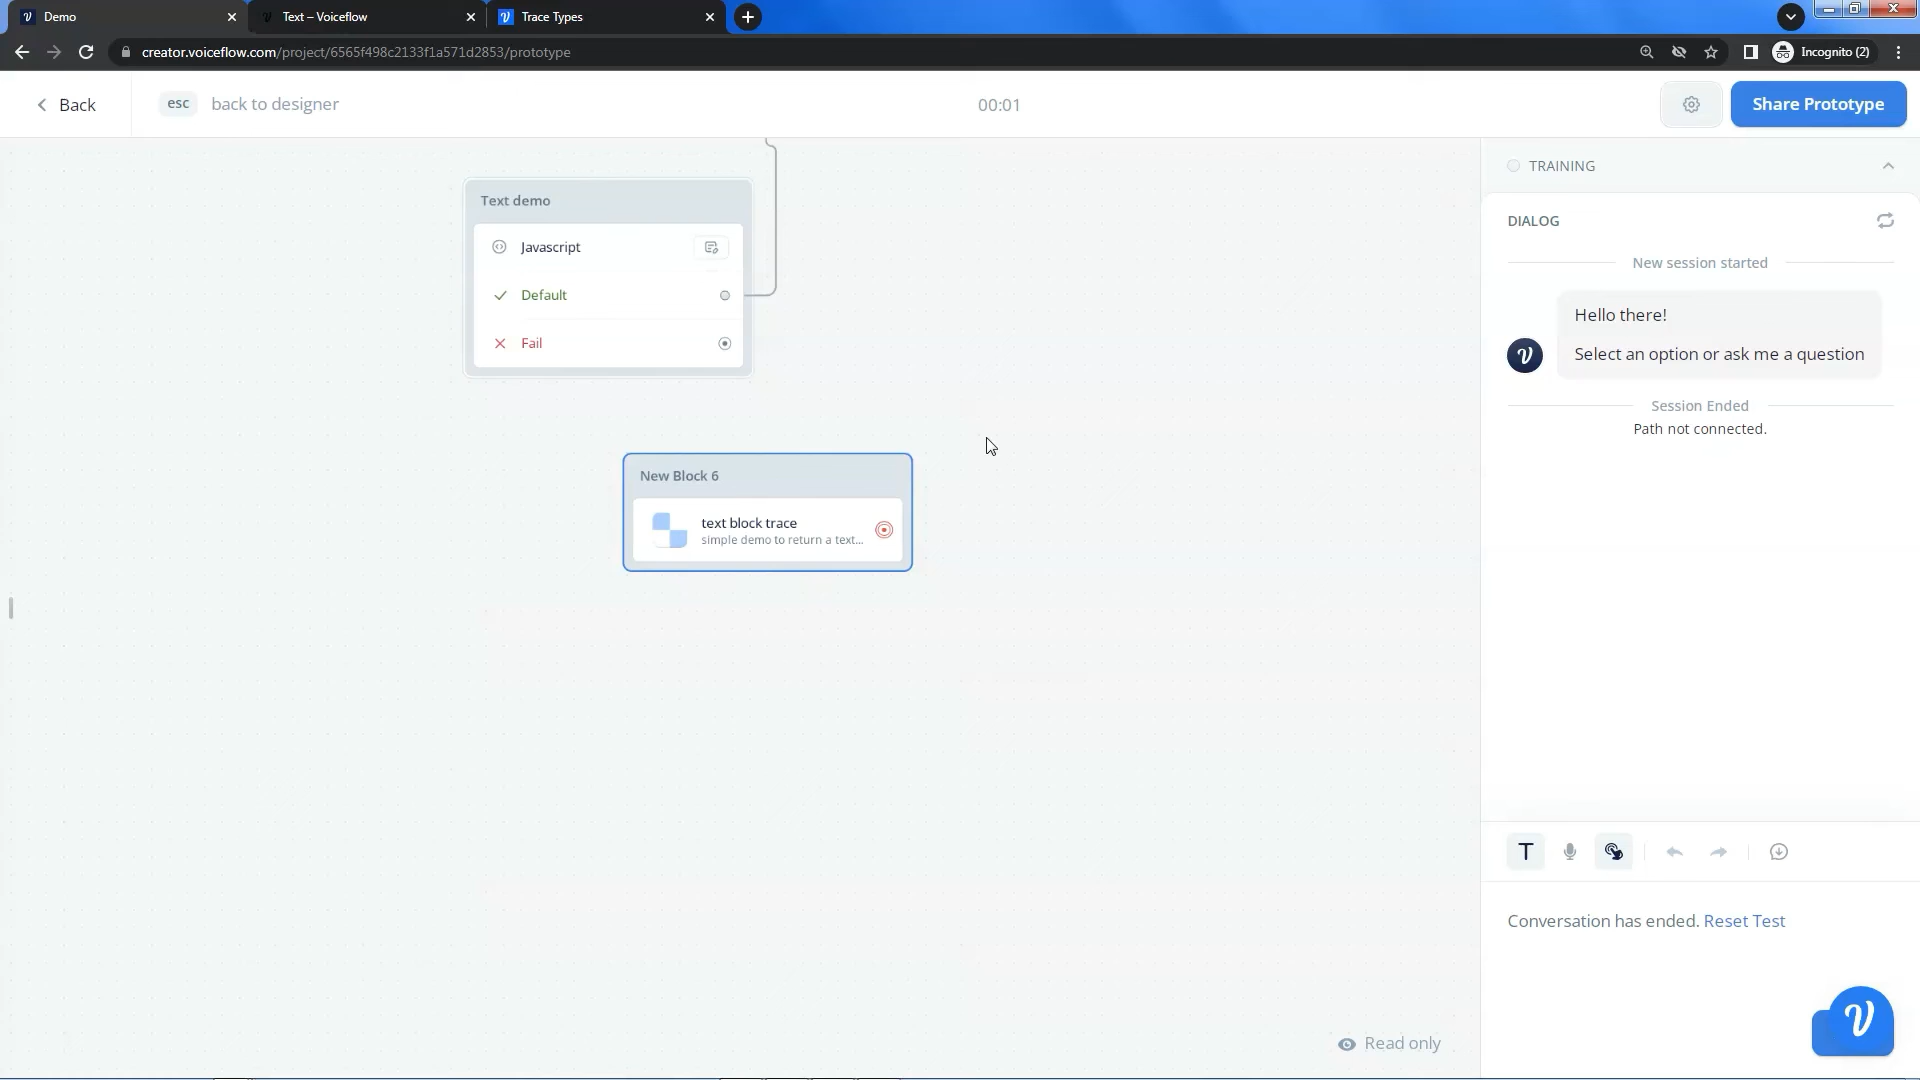 Demo
Text – Voiceflow
Trace Types
creator.voiceflow.com/project/6565f498c2133f1a571d2853/prototype
Incognito (2)
Back
esc
back to designer
00:01
Share Prototype
Text demo
Javascript
Default
Fail
New Block 6
text block trace
simple demo to return a text...
TRAINING
DIALOG
New session started
Hello there!
Select an option or ask me a question
Session Ended
Path not connected.
T
Conversation has ended. Reset Test
Read only